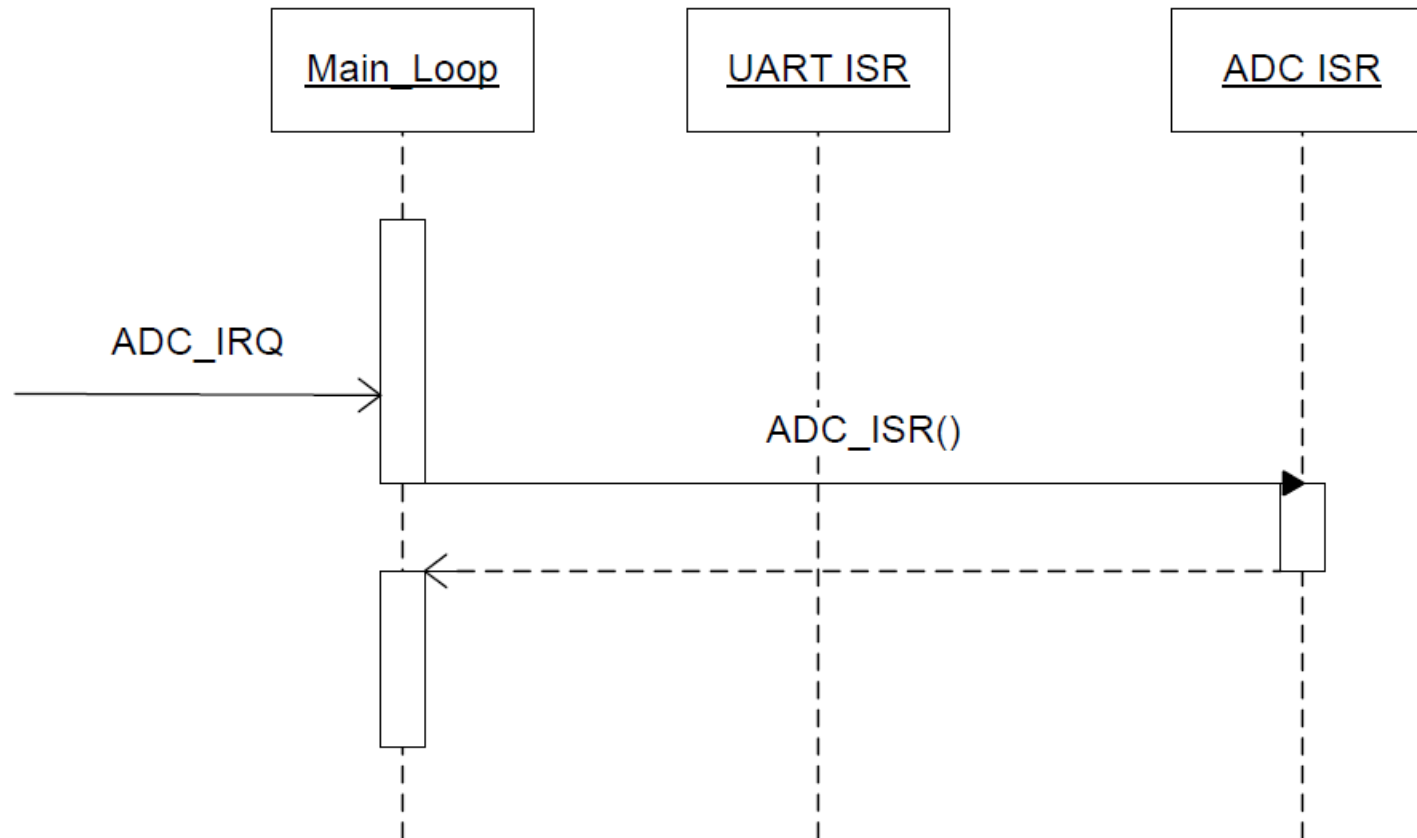 Main_Loop
UART ISR
ADC ISR
ADC_IRQ
ADC_ISR()